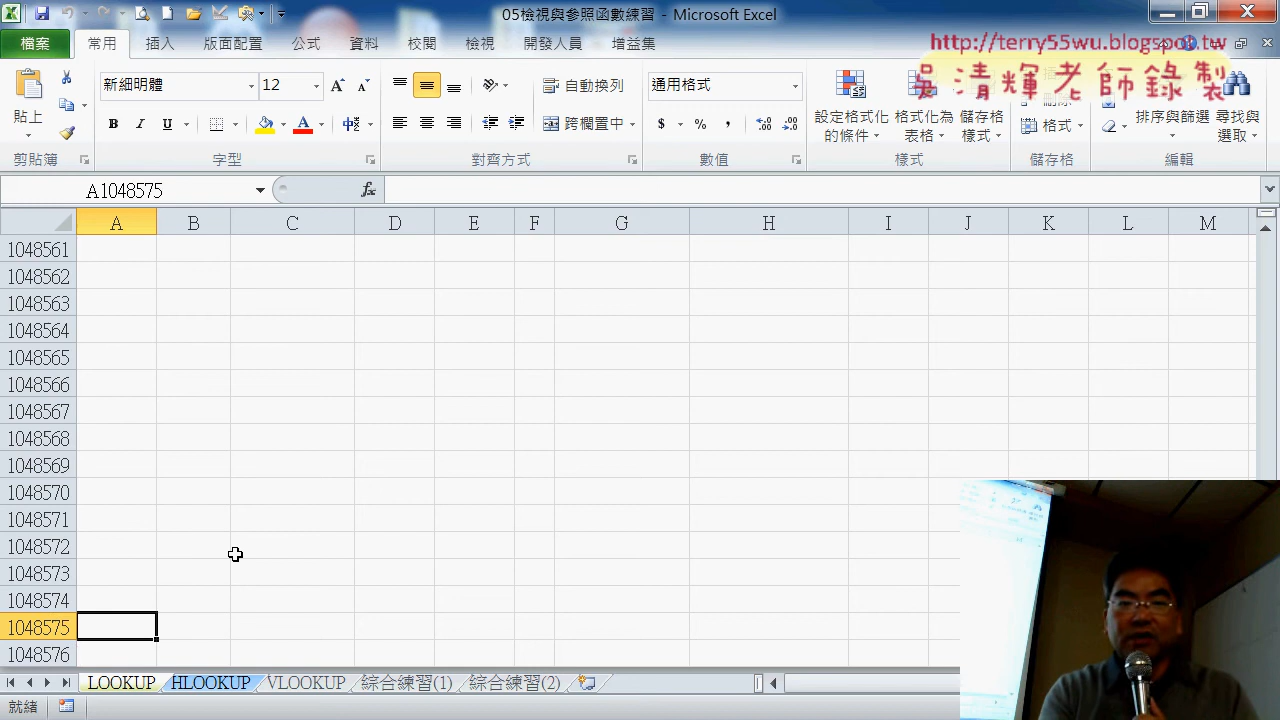 05檢視與參照函數練習 - Microsoft Excel
檔案 常用 插入 版面配置 公式 資料 校閱 檢視 開發人員 增益集
http://terry55wu.blogspot.tw
吳清輝老師錄製
新細明體 12 自動換列 通用格式
貼上 跨欄置中 設定格式化的條件 格式化為表格 儲存格樣式 格式 排序與篩選 尋找與選取
剪貼簿 字型 對齊方式 數值 樣式 儲存格 編輯
A1048575 fx
A B C D E F G H I J K L M
1048561
1048562
1048563
1048564
1048565
1048566
1048567
1048568
1048569
1048570
1048571
1048572
1048573
1048574
1048575
1048576
LOOKUP HLOOKUP VLOOKUP 綜合練習(1) 綜合練習(2)
就緒